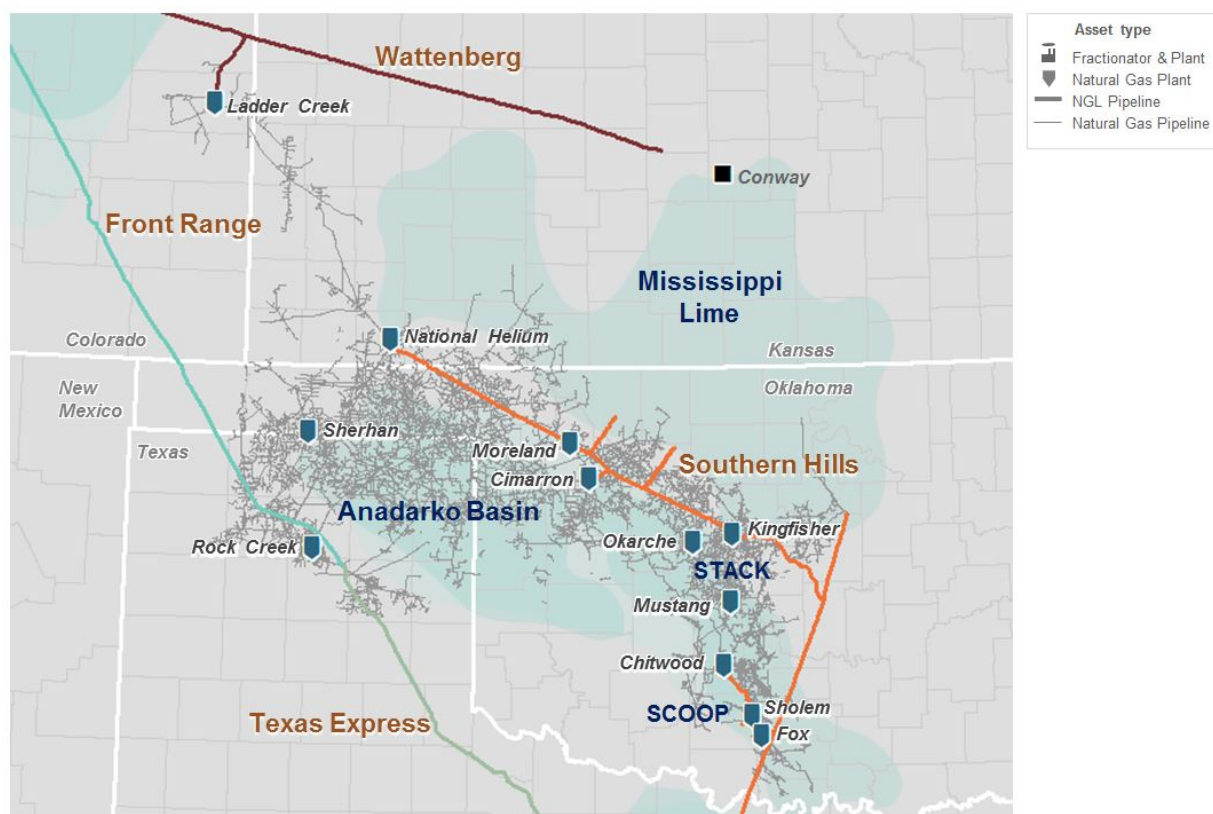 Wattenberg
Ladder Creek
Conway
Front Range
Mississippi
Lime
National Helium
Colorado
Kansas
New
Mexico
Oklahoma
Sherhan
Texas
Moreland
Southern Hills
Cimarron
Anadarko Basin
Kingfisher
Okarche
Rock Creek
STACK
Mustang
Chitwood
SCOOP
Sholem
Texas Express
Fox
Asset type
Fractionator & Plant
Natural Gas Plant
NGL Pipeline
Natural Gas Pipeline